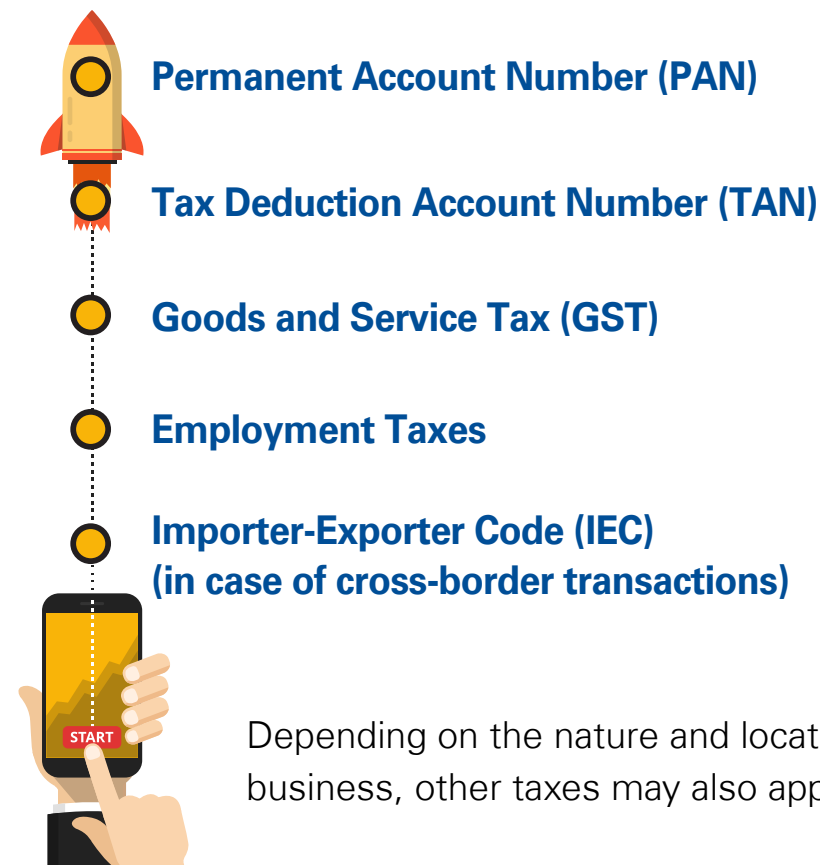 Permanent Account Number (PAN)
Tax Deduction Account Number (TAN)
Goods and Service Tax (GST)
Employment Taxes
Importer-Exporter Code (IEC)
(in case of cross-border transactions)
START
Depending on the nature and locat
business, other taxes may also app